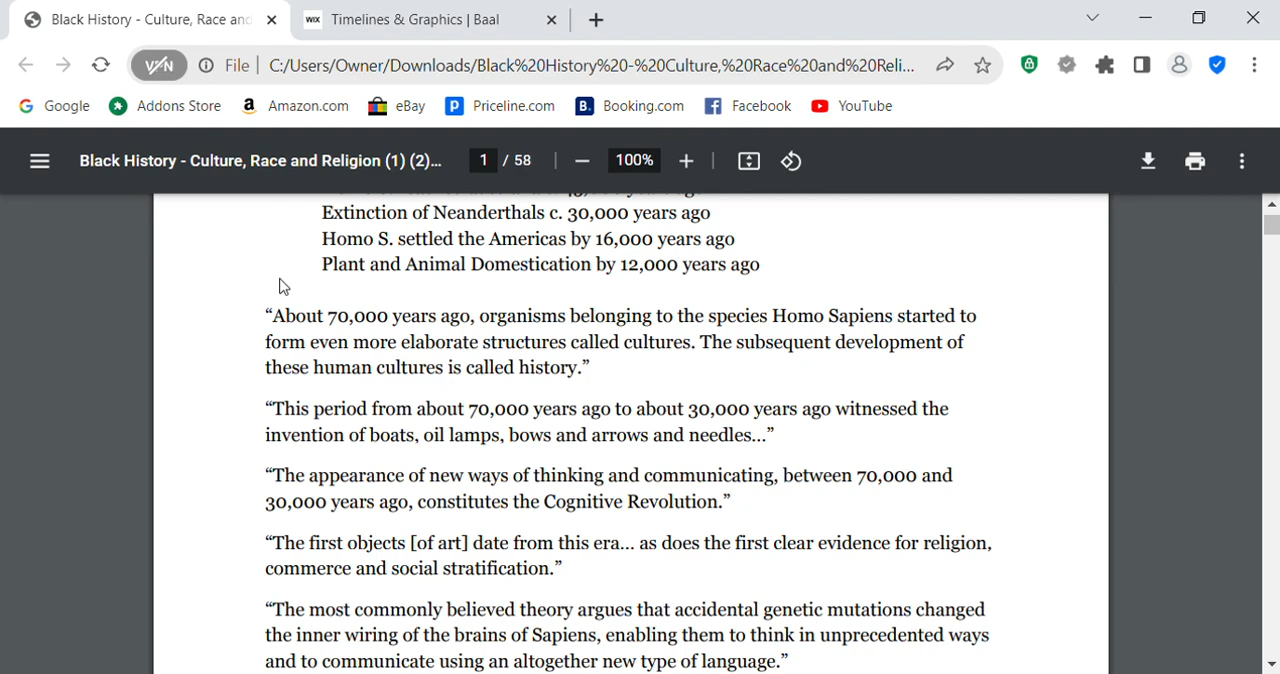 Black History - Culture, Race and
WIX Timelines & Graphics | Baal
VPN File C:/Users/Owner/Downloads/Black%20History%20-%20Culture,%20Race%20and%20Reli...
Google Addons Store Amazon.com eBay Priceline.com Booking.com Facebook YouTube
Black History - Culture, Race and Religion (1) (2)... 1 / 58 100%
Extinction of Neanderthals c. 30,000 years ago
Homo S. settled the Americas by 16,000 years ago
Plant and Animal Domestication by 12,000 years ago
“About 70,000 years ago, organisms belonging to the species Homo Sapiens started to
form even more elaborate structures called cultures. The subsequent development of
these human cultures is called history.”
“This period from about 70,000 years ago to about 30,000 years ago witnessed the
invention of boats, oil lamps, bows and arrows and needles...”
“The appearance of new ways of thinking and communicating, between 70,000 and
30,000 years ago, constitutes the Cognitive Revolution.”
“The first objects [of art] date from this era... as does the first clear evidence for religion,
commerce and social stratification.”
“The most commonly believed theory argues that accidental genetic mutations changed
the inner wiring of the brains of Sapiens, enabling them to think in unprecedented ways
and to communicate using an altogether new type of language.”